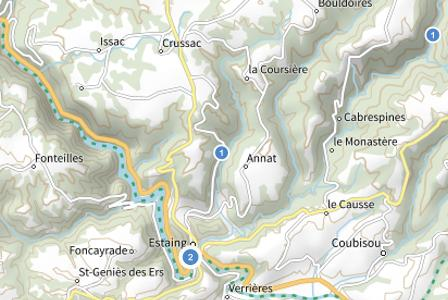 Bouldoires
1
Issac
Crussac
la Coursière
Cabrespines
le Monastère
1
Fonteilles
Annat
le Causse
Estaing
Coubisou
Foncayrade
2
St-Geniès des Ers
Verrières